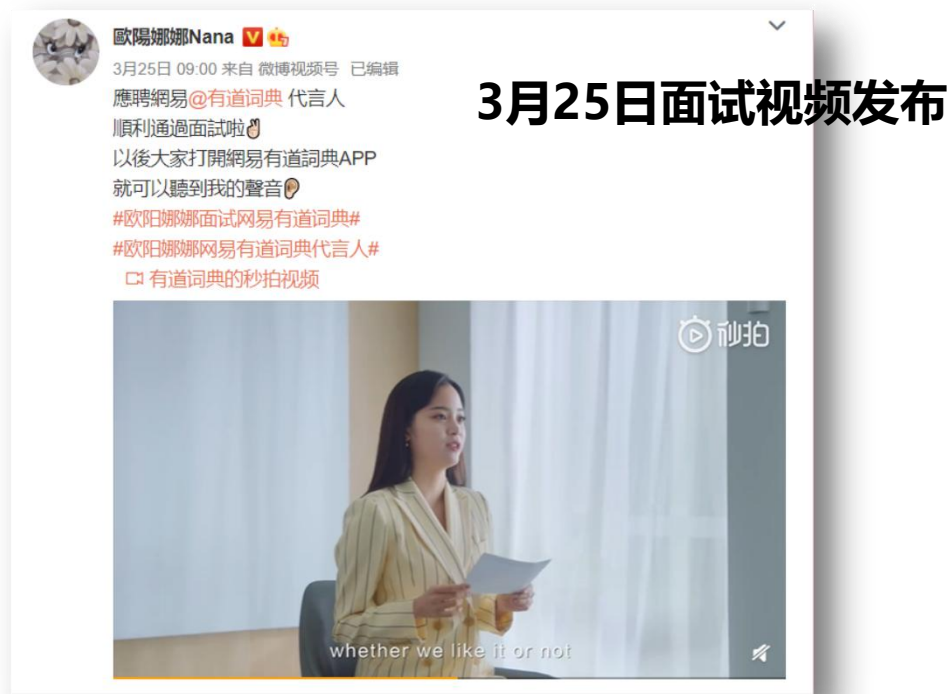 歐陽娜娜Nana
3月25日 09:00 来自 微博视频号 已编辑
3月25日面试视频发布
應聘網易@有道词典 代言人
順利通過面試啦✌
以後大家打開網易有道詞典APP
就可以聽到我的聲音👂
#欧阳娜娜面试网易有道词典#
#欧阳娜娜网易有道词典代言人#
有道词典的秒拍视频
秒拍
whether we like it or not